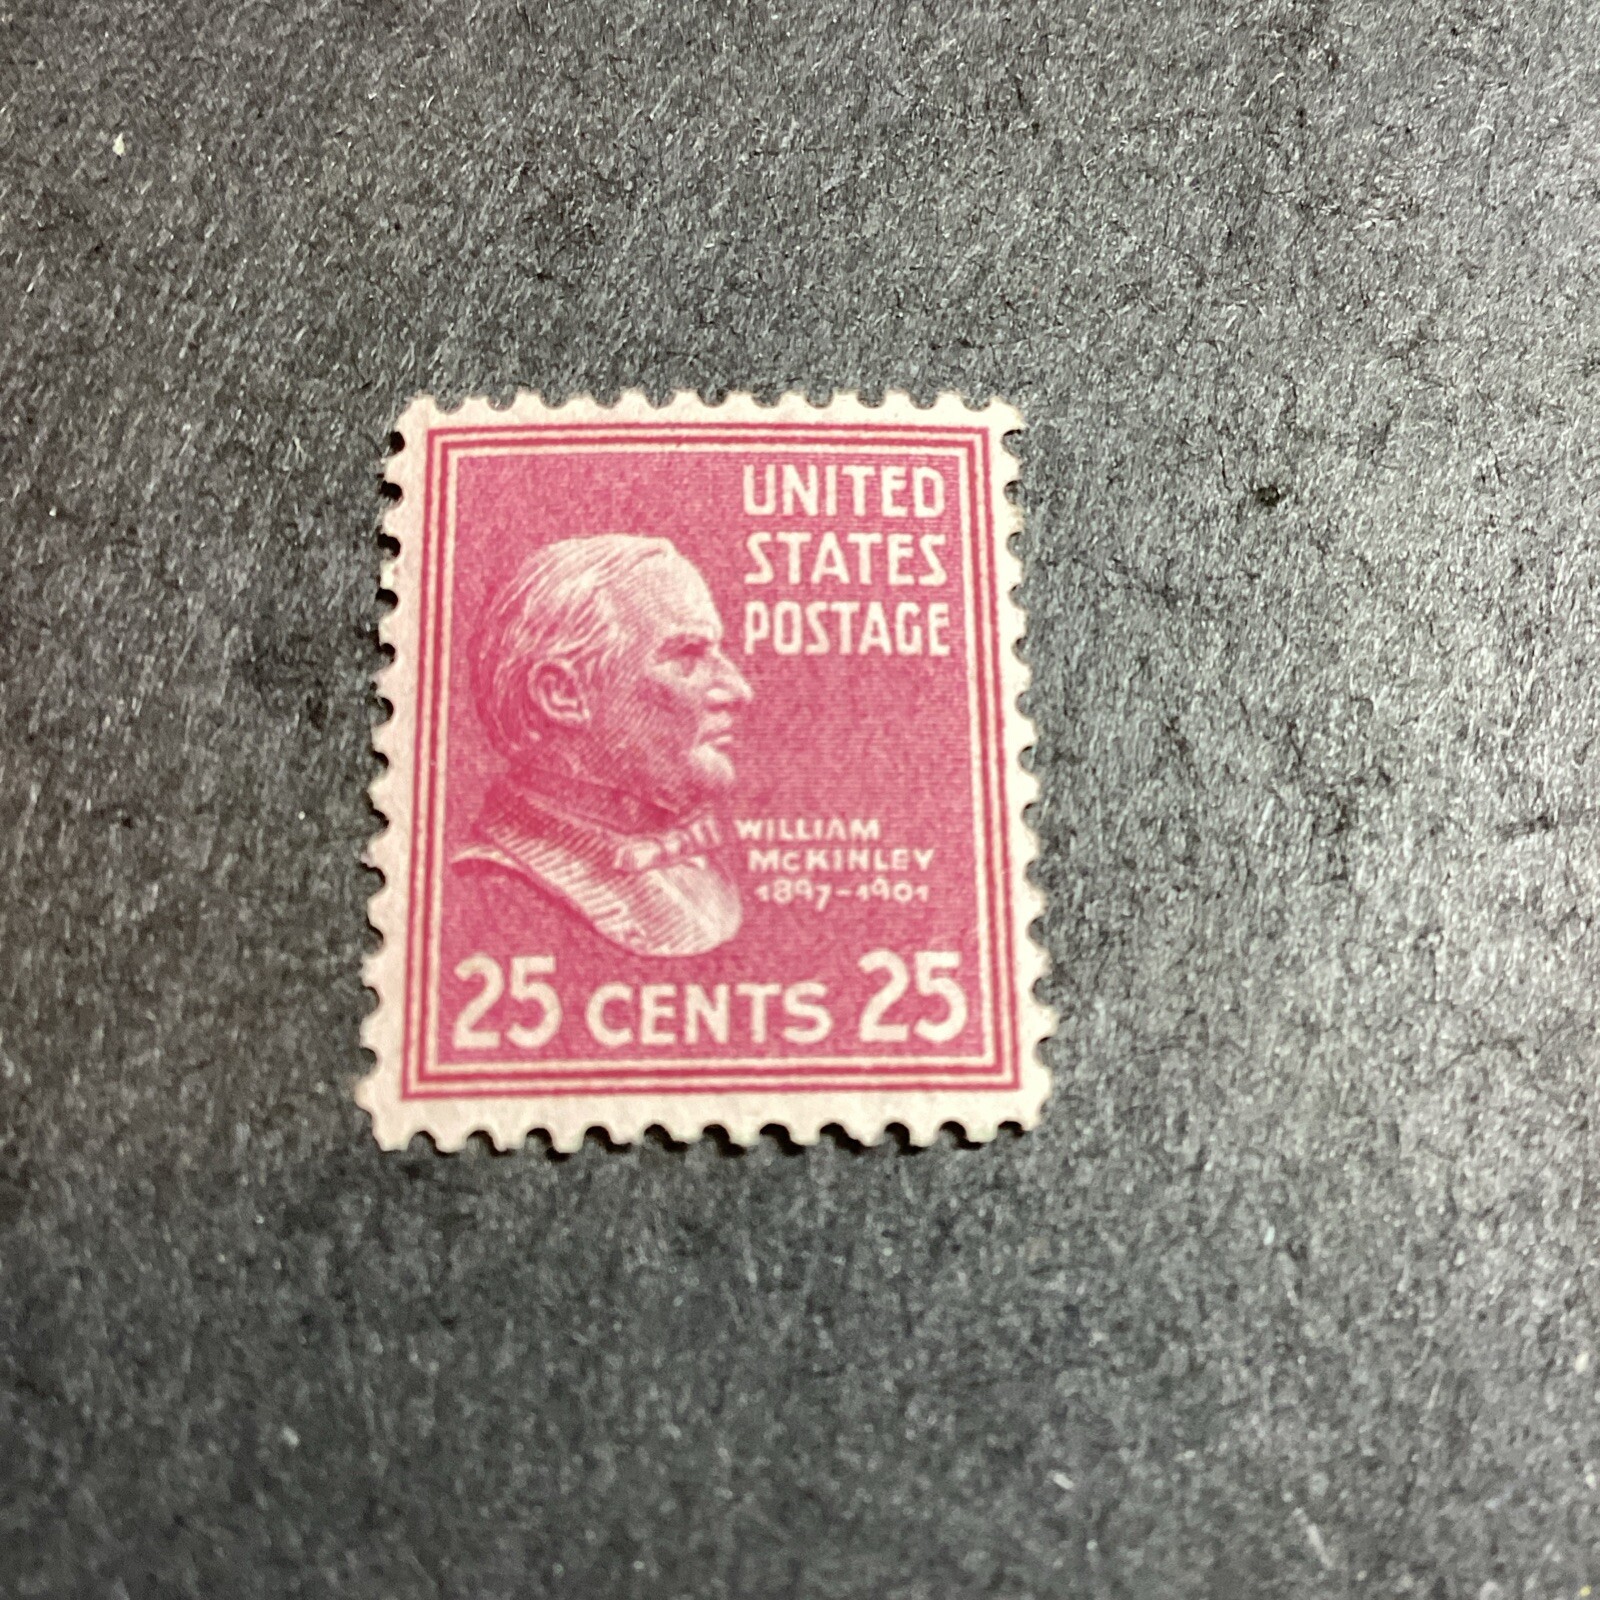 UNITED
STATES
POSTAGE
WILLIAM
MCKINLEY
1897-1901
25 CENTS 25